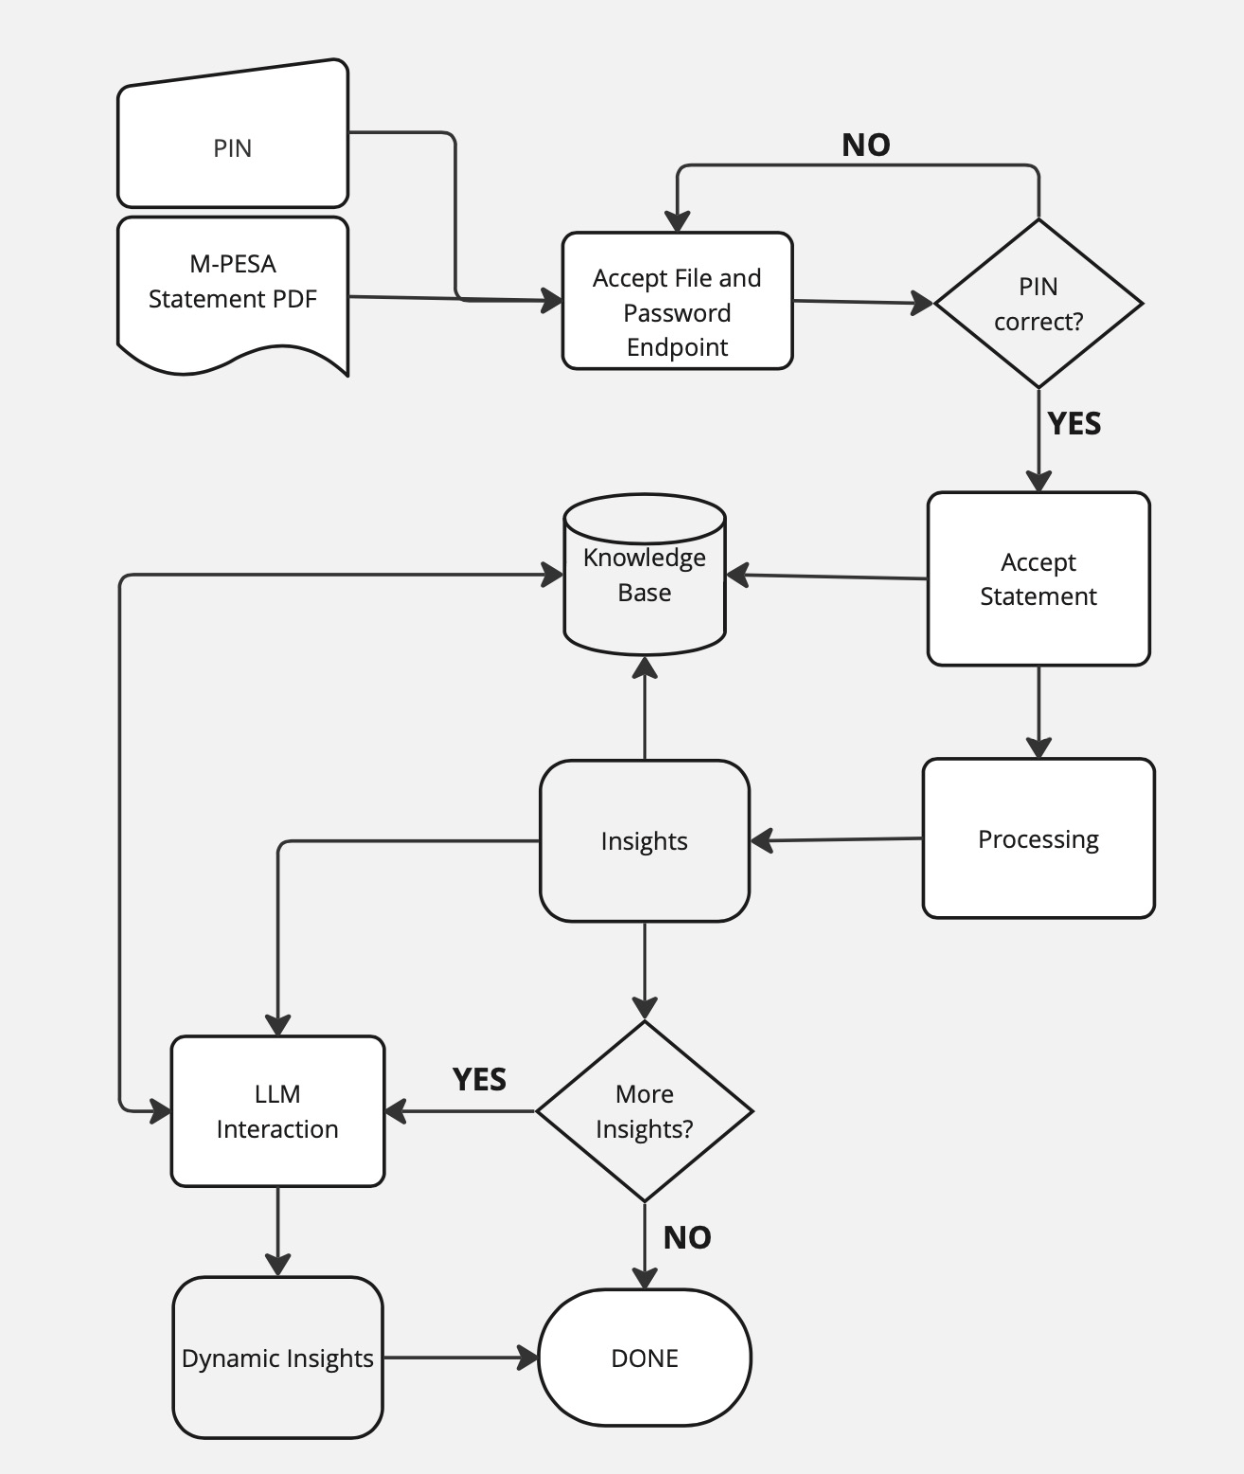 PIN
M-PESA
Statement PDF
NO
Accept File and
Password
Endpoint
PIN
correct?
YES
Knowledge
Base
Accept
Statement
Insights
Processing
LLM
Interaction
YES
More
Insights?
NO
Dynamic Insights
DONE